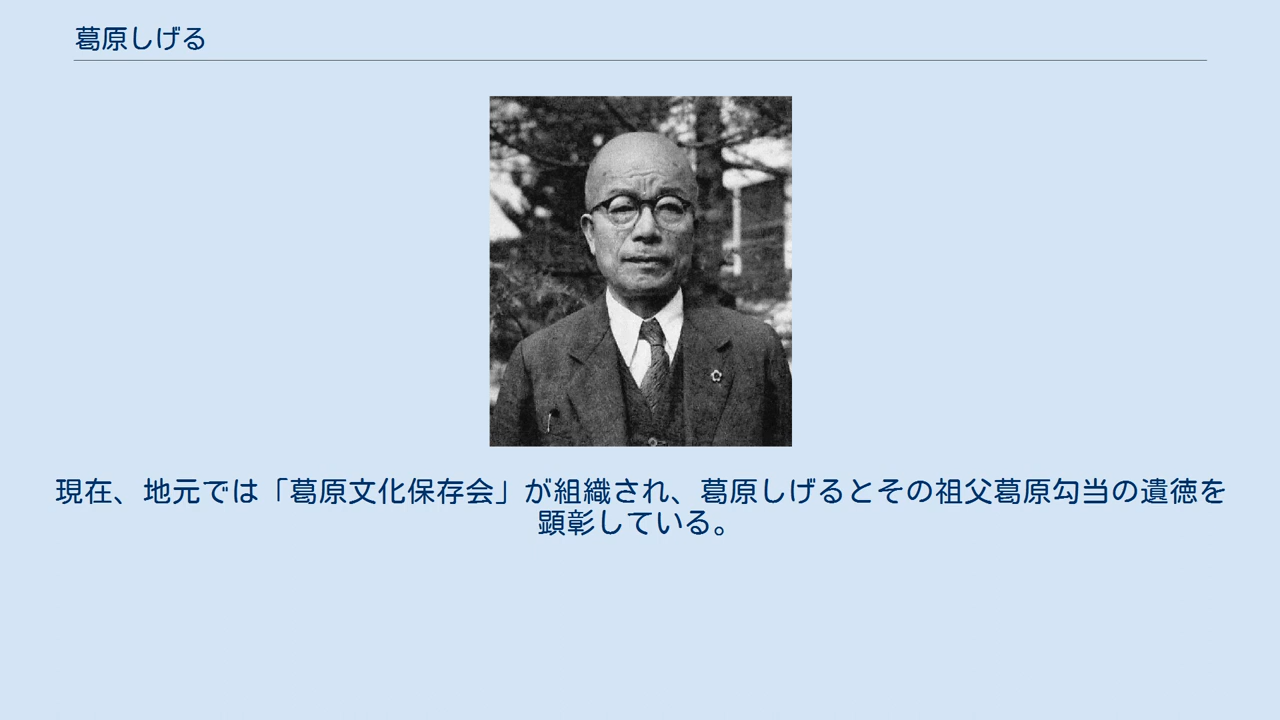 葛原しげる
現在、地元では「葛原文化保存会」が組織され、葛原しげるとその祖父葛原勾当の遺徳を
顕彰している。